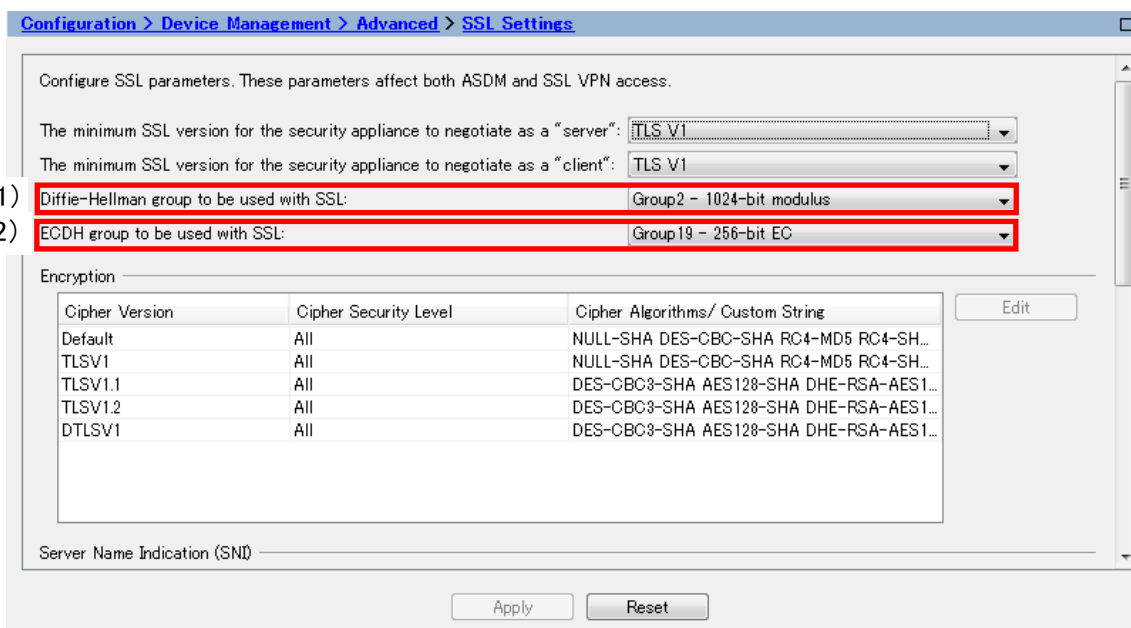 Configuration > Device Management > Advanced > SSL Settings
Configure SSL parameters. These parameters affect both ASDM and SSL VPN access.
The minimum SSL version for the security appliance to negotiate as a "server": TLS V1
The minimum SSL version for the security appliance to negotiate as a "client": TLS V1
1) Diffie-Hellman group to be used with SSL: Group2 - 1024-bit modulus
2) ECDH group to be used with SSL: Group19 - 256-bit EC
Encryption
Cipher Version Cipher Security Level Cipher Algorithms/ Custom String Edit
Default All NULL-SHA DES-CBC-SHA RC4-MD5 RC4-SH...
TLSV1 All NULL-SHA DES-CBC-SHA RC4-MD5 RC4-SH...
TLSV1.1 All DES-CBC3-SHA AES128-SHA DHE-RSA-AES1...
TLSV1.2 All DES-CBC3-SHA AES128-SHA DHE-RSA-AES1...
DTLSV1 All DES-CBC3-SHA AES128-SHA DHE-RSA-AES1...
Server Name Indication (SNI)
Apply Reset